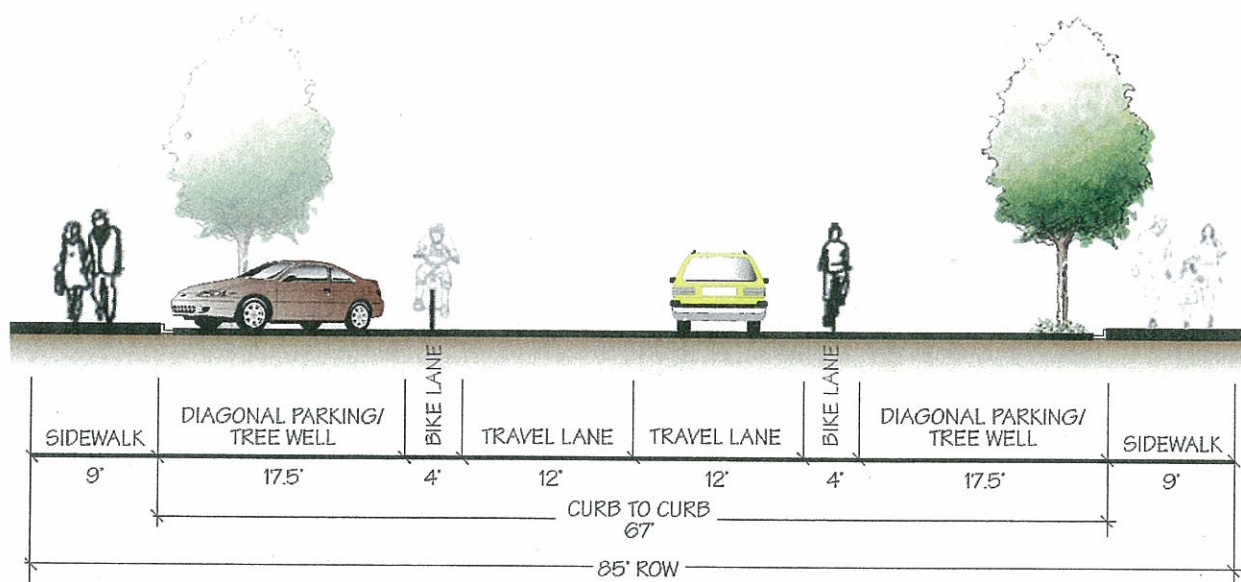 SIDEWALK
DIAGONAL PARKING/
TREE WELL
BIKE LANE
TRAVEL LANE
TRAVEL LANE
BIKE LANE
DIAGONAL PARKING/
TREE WELL
SIDEWALK
9'
17.5'
4'
12'
12'
4'
17.5'
9'
CURB TO CURB
67'
85' ROW